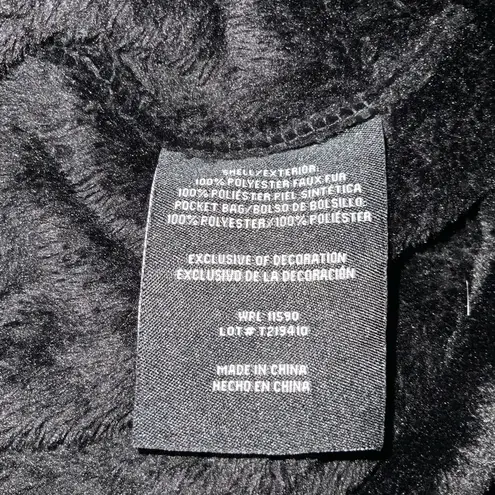 SHELL/EXTERIOR:
100% POLYESTER FAUX FUR
100% POLIÉSTER PIEL SINTÉTICA
POCKET BAG/BOLSO DE BOLSILLO
100% POLYESTER/100% POLIÉSTER
EXCLUSIVE OF DECORATION
EXCLUSIVO DE LA DECORACIÓN
WPL 11590
LOT# T219410
MADE IN CHINA
HECHO EN CHINA